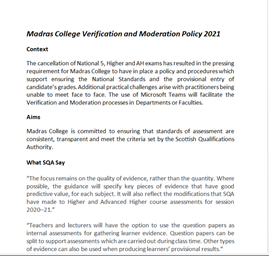 Madras College Verification and Moderation Policy 2021
Context
The cancellation of National 5, Higher and AH exams has resulted in the pressing
requirement for Madras College to have in place a policy and procedures which
support ensuring the National Standards and the provisional entry of
candidate's grades. Additional practical challenges arise with practitioners being
unable to meet face to face. The use of Microsoft Teams will facilitate the
Verification and Moderation processes in Departments or Faculties.
Aims
Madras College is committed to ensuring that standards of assessment are
consistent, transparent and meet the criteria set by the Scottish Qualifications
Authority.
What SQA Say
"The focus remains on the quality of evidence, rather than the quantity. Where
possible, the guidance will specify key pieces of evidence that have good
predictive value, for each subject. It will also reflect the modifications that SQA
have made to Higher and Advanced Higher course assessments for session
2020–21."
"Teachers and lecturers will have the option to use the question papers as
internal assessments for gathering learner evidence. Question papers can be
split to support assessments which are carried out during class time. Other types
of evidence can also be used when producing learners' provisional results."